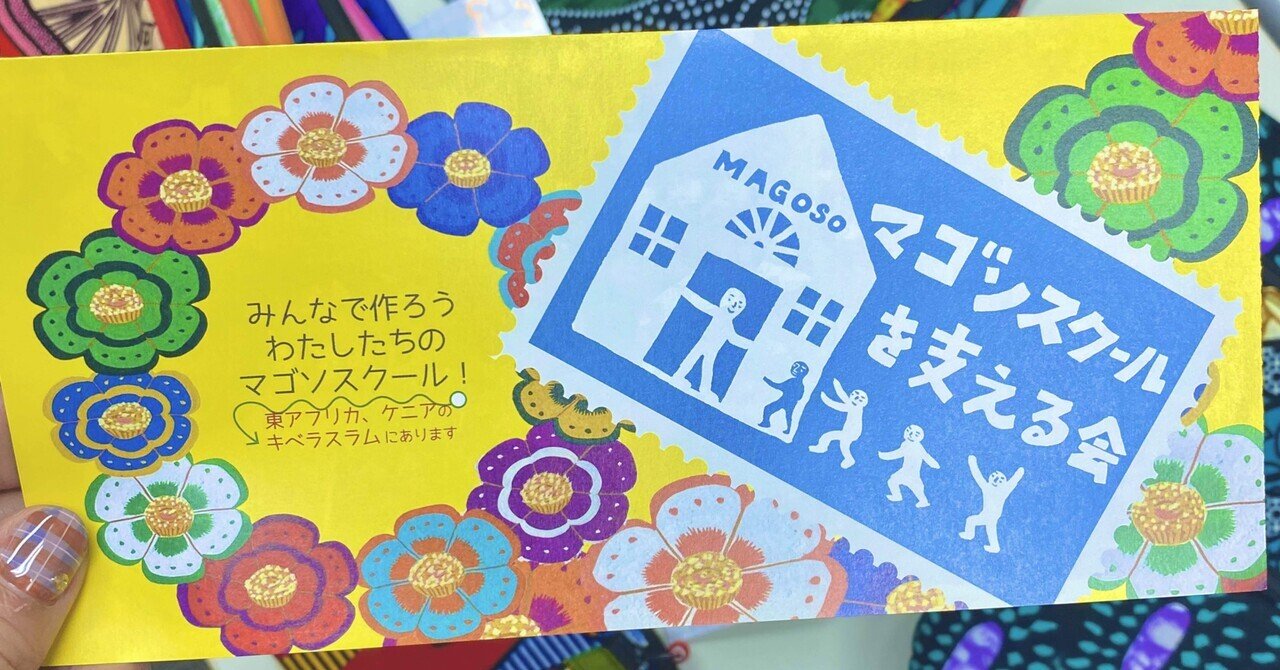 みんなで作ろう
わたしたちの
マゴソスクール!
東アフリカ、ケニアの
キベラスラムにあります
MAGOSO
マゴソスクール
を支える会